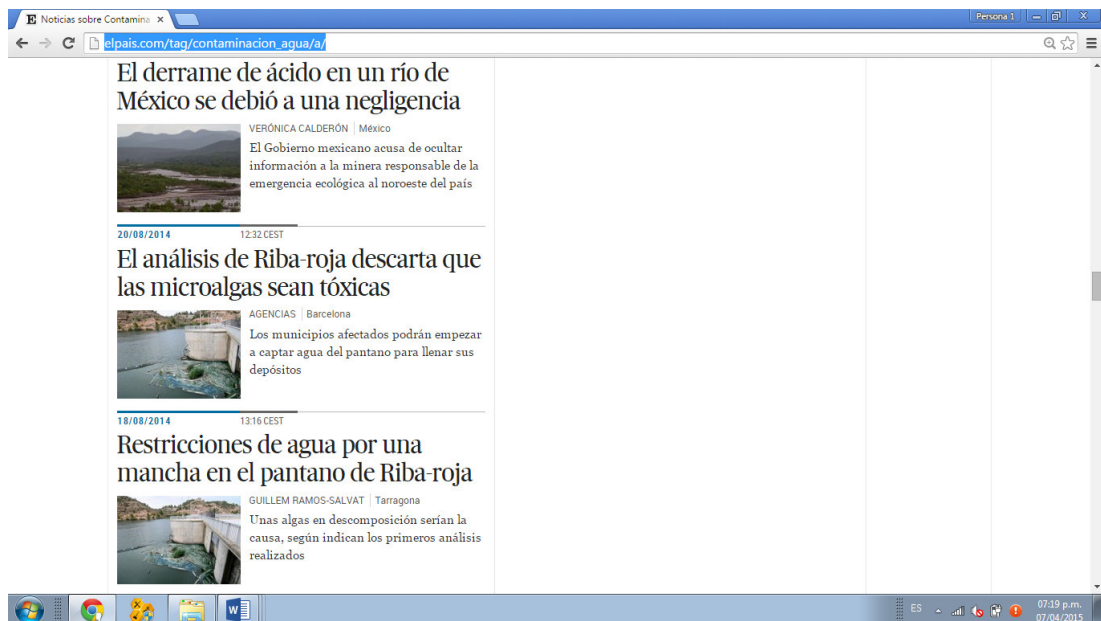 E Noticias sobre Contamina
Persona 1
elpais.com/tag/contaminacion_agua/a/
El derrame de ácido en un río de
México se debió a una negligencia
VERÓNICA CALDERÓN | México
El Gobierno mexicano acusa de ocultar
información a la minera responsable de la
emergencia ecológica al noroeste del país
20/08/2014 12:32 CEST
El análisis de Riba-roja descarta que
las microalgas sean tóxicas
AGENCIAS | Barcelona
Los municipios afectados podrán empezar
a captar agua del pantano para llenar sus
depósitos
18/08/2014 13:16 CEST
Restricciones de agua por una
mancha en el pantano de Riba-roja
GUILLEM RAMOS-SALVAT | Tarragona
Unas algas en descomposición serían la
causa, según indican los primeros análisis
realizados
W
ES
07:19 p.m.
07/04/2015